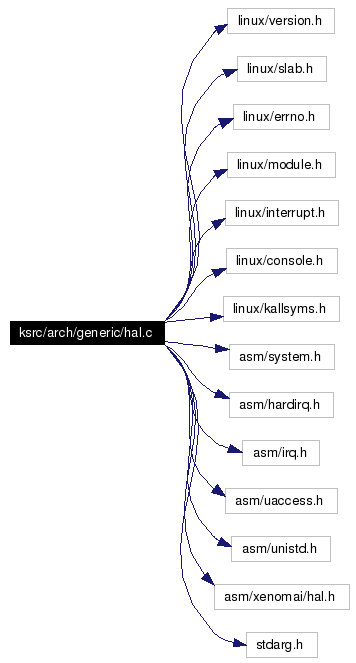 linux/version.h
linux/slab.h
linux/errno.h
linux/module.h
linux/interrupt.h
linux/console.h
linux/kallsyms.h
ksrc/arch/generic/hal.c
asm/system.h
asm/hardirq.h
asm/irq.h
asm/uaccess.h
asm/unistd.h
asm/xenomai/hal.h
stdarg.h